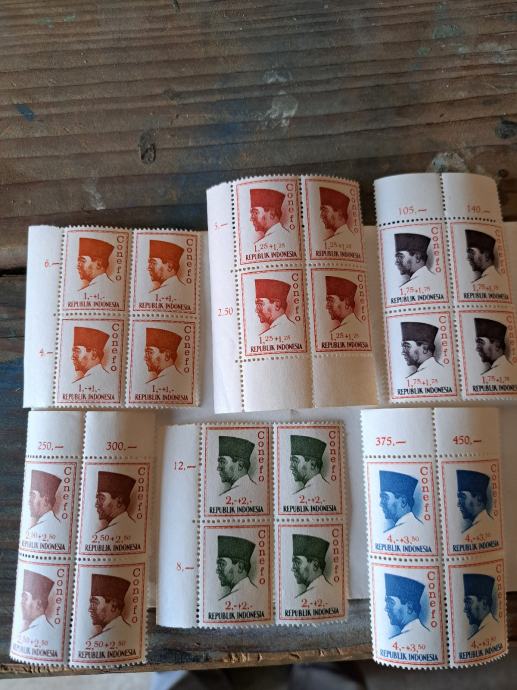 6.—
4.—
Conefo
1,-+1,-
REPUBLIK INDONESIA
Conefo
1,-+1,-
REPUBLIK INDONESIA
Conefo
1,-+1,-
REPUBLIK INDONESIA
Conefo
1,-+1,-
REPUBLIK INDONESIA
5.—
2.50
Conefo
1,25+1,25
REPUBLIK INDONESIA
Conefo
1,25+1,25
REPUBLIK INDONESIA
Conefo
1,25+1,25
REPUBLIK INDONESIA
Conefo
1,25+1,25
REPUBLIK INDONESIA
105.—
140.—
Conefo
1,75+1,75
REPUBLIK INDONESIA
1,75+1,75
REPUBLIK INDONESIA
Conefo
1,75+1,75
REPUBLIK INDONESIA
1,75+1,75
REPUBLIK INDONESIA
250,—
300.—
Conefo
2,50+2,50
REPUBLIK INDONESIA
Conefo
2,50+2,50
REPUBLIK INDONESIA
Conefo
2,50+2,50
REPUBLIK INDONESIA
Conefo
2,50+2,50
REPUBLIK INDONESIA
12,—
8,—
Conefo
2,-+2,-
REPUBLIK INDONESIA
Conefo
2,-+2,-
REPUBLIK INDONESIA
Conefo
2,-+2,-
REPUBLIK INDONESIA
Conefo
2,-+2,-
REPUBLIK INDONESIA
375,—
450,—
Conefo
4,-+3,50
REPUBLIK INDONESIA
Conefo
4,-+3,50
REPUBLIK INDONESIA
Conefo
4,-+3,50
REPUBLIK INDONESIA
Conefo
4,-+3,50
REPUBLIK INDONESIA